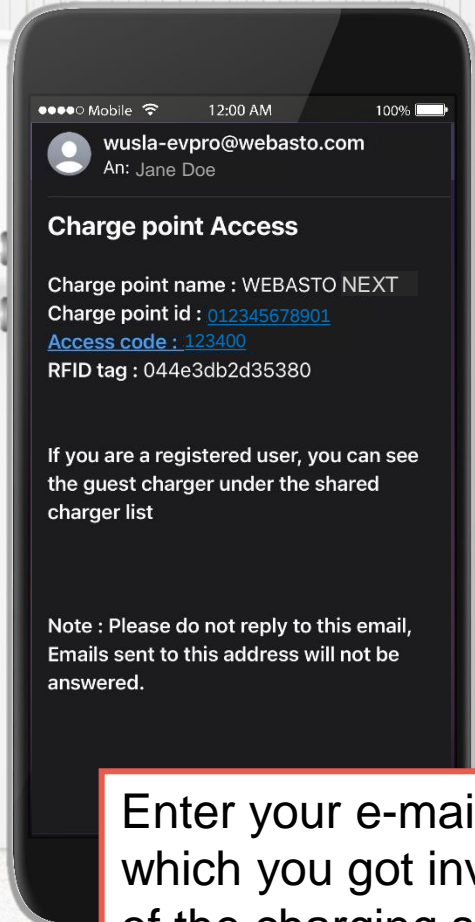 Mobile 12:00 AM 100%
wusla-evpro@webasto.com
An: Jane Doe
Charge point Access
Charge point name : WEBASTO NEXT
Charge point id : 012345678901
Access code : 123400
RFID tag : 044e3db2d35380
If you are a registered user, you can see
the guest charger under the shared
charger list
Note : Please do not reply to this email,
Emails sent to this address will not be
answered.
Enter your e-mai
which you got inv
of the charging